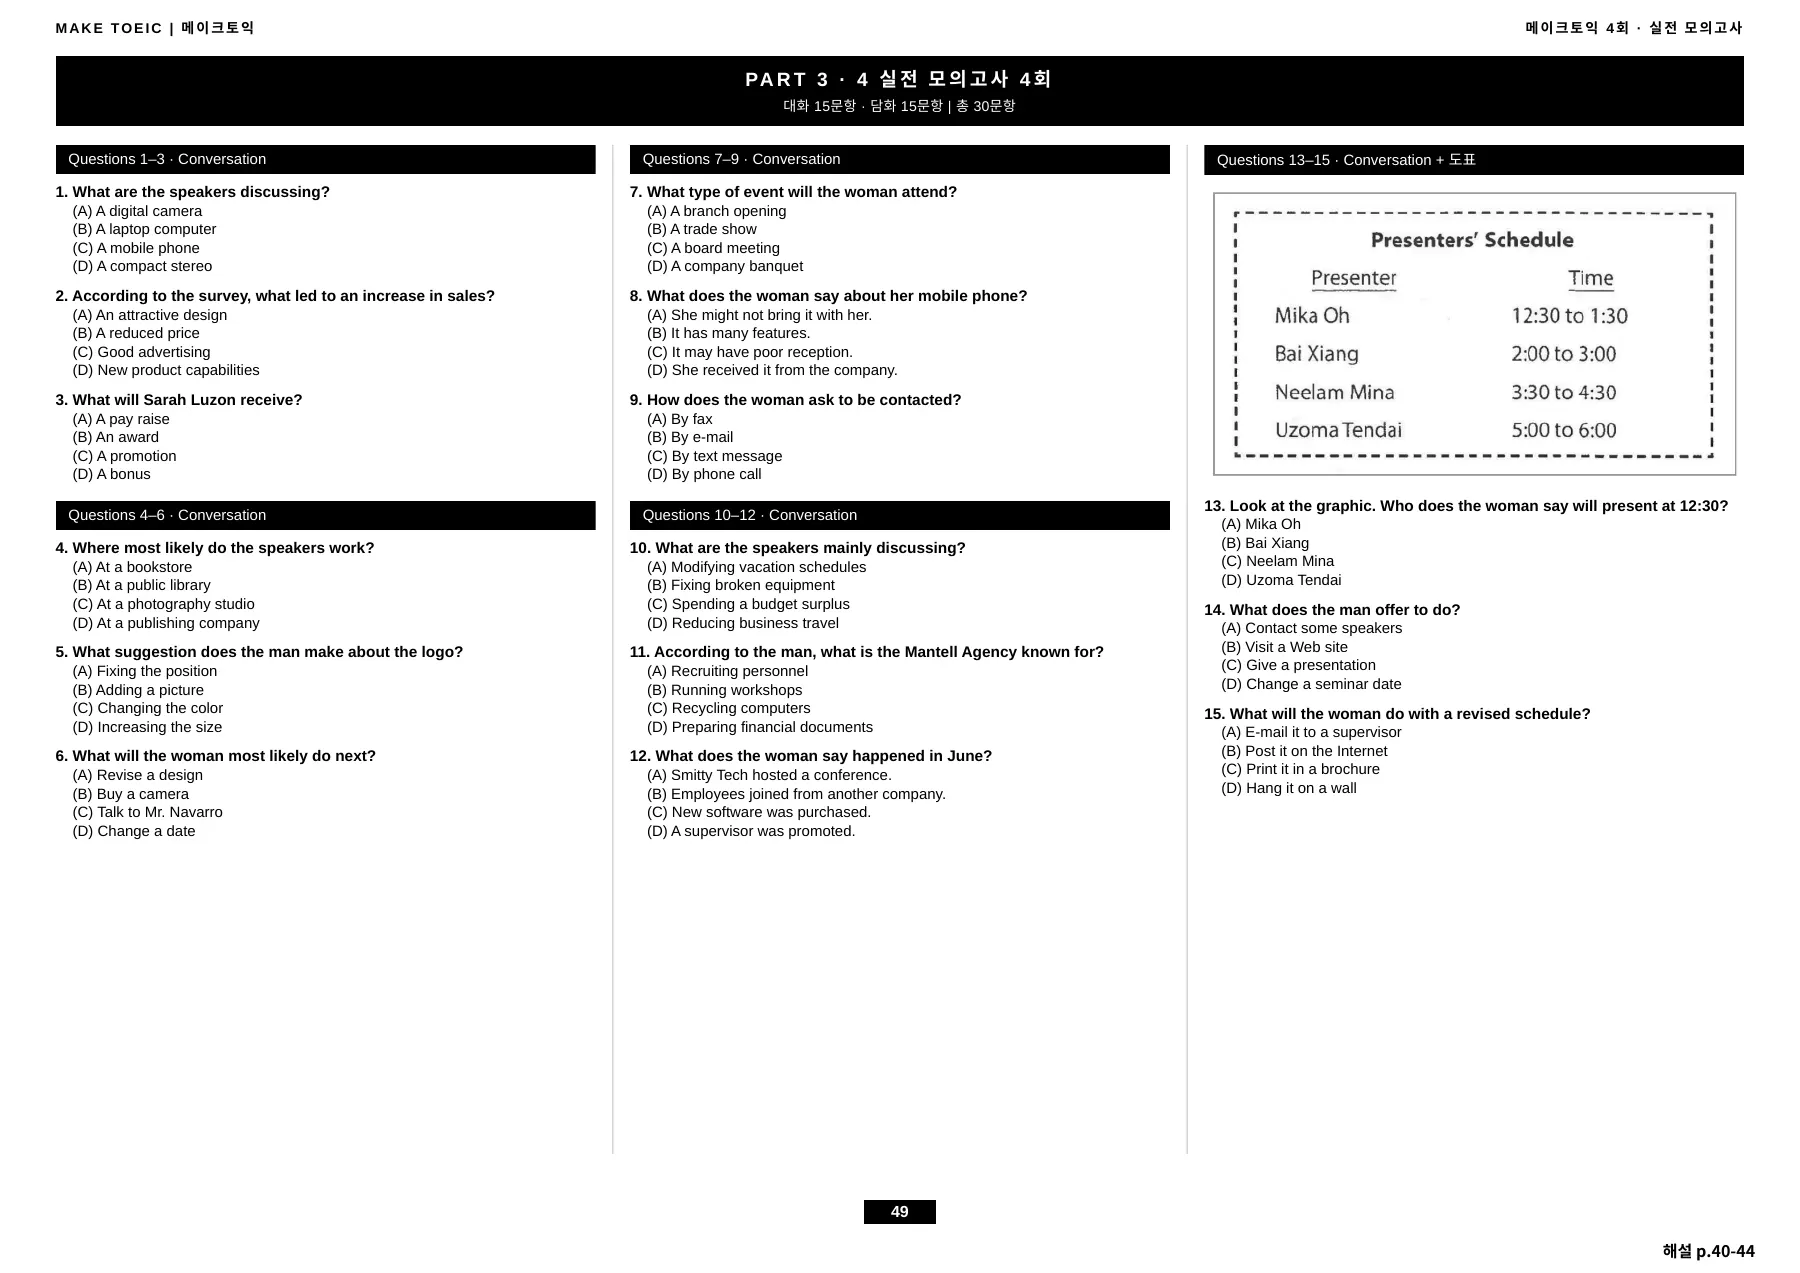 MAKE TOEIC | 메이크토익
메이크토익 4회 · 실전 모의고사
PART 3 · 4 실전 모의고사 4회
대화 15문항 · 담화 15문항 | 총 30문항
Questions 1–3 · Conversation
1. What are the speakers discussing?
(A) A digital camera
(B) A laptop computer
(C) A mobile phone
(D) A compact stereo
2. According to the survey, what led to an increase in sales?
(A) An attractive design
(B) A reduced price
(C) Good advertising
(D) New product capabilities
3. What will Sarah Luzon receive?
(A) A pay raise
(B) An award
(C) A promotion
(D) A bonus
Questions 4–6 · Conversation
4. Where most likely do the speakers work?
(A) At a bookstore
(B) At a public library
(C) At a photography studio
(D) At a publishing company
5. What suggestion does the man make about the logo?
(A) Fixing the position
(B) Adding a picture
(C) Changing the color
(D) Increasing the size
6. What will the woman most likely do next?
(A) Revise a design
(B) Buy a camera
(C) Talk to Mr. Navarro
(D) Change a date
Questions 7–9 · Conversation
7. What type of event will the woman attend?
(A) A branch opening
(B) A trade show
(C) A board meeting
(D) A company banquet
8. What does the woman say about her mobile phone?
(A) She might not bring it with her.
(B) It has many features.
(C) It may have poor reception.
(D) She received it from the company.
9. How does the woman ask to be contacted?
(A) By fax
(B) By e-mail
(C) By text message
(D) By phone call
Questions 10–12 · Conversation
10. What are the speakers mainly discussing?
(A) Modifying vacation schedules
(B) Fixing broken equipment
(C) Spending a budget surplus
(D) Reducing business travel
11. According to the man, what is the Mantell Agency known for?
(A) Recruiting personnel
(B) Running workshops
(C) Recycling computers
(D) Preparing financial documents
12. What does the woman say happened in June?
(A) Smitty Tech hosted a conference.
(B) Employees joined from another company.
(C) New software was purchased.
(D) A supervisor was promoted.
Questions 13–15 · Conversation + 도표
Presenters' Schedule
Presenter Time
Mika Oh 12:30 to 1:30
Bai Xiang 2:00 to 3:00
Neelam Mina 3:30 to 4:30
Uzoma Tendai 5:00 to 6:00
13. Look at the graphic. Who does the woman say will present at 12:30?
(A) Mika Oh
(B) Bai Xiang
(C) Neelam Mina
(D) Uzoma Tendai
14. What does the man offer to do?
(A) Contact some speakers
(B) Visit a Web site
(C) Give a presentation
(D) Change a seminar date
15. What will the woman do with a revised schedule?
(A) E-mail it to a supervisor
(B) Post it on the Internet
(C) Print it in a brochure
(D) Hang it on a wall
49
해설 p.40-44